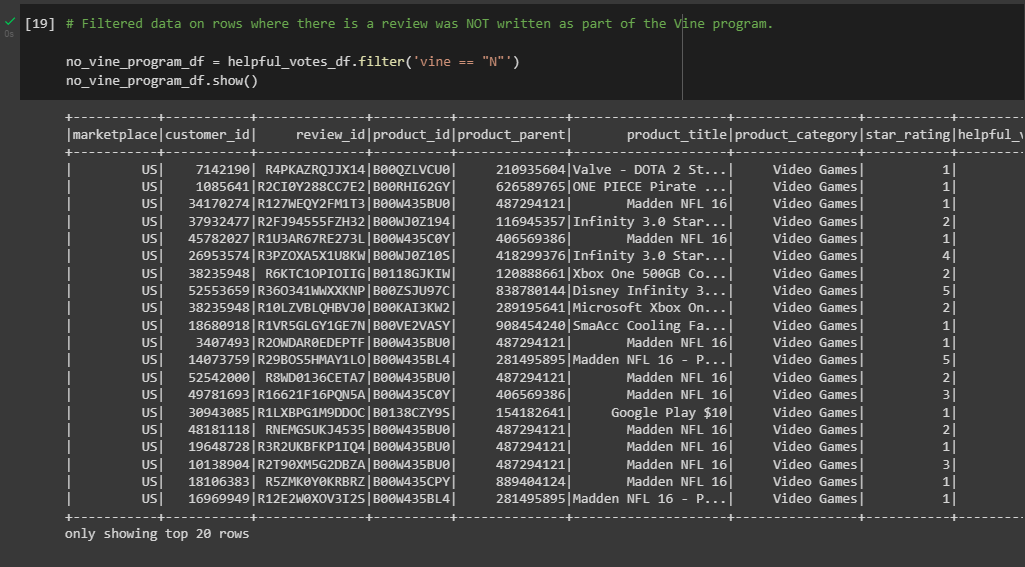 [19] # Filtered data on rows where there is a review was NOT written as part of the Vine program.
0s
no_vine_program_df = helpful_votes_df.filter('vine == "N"')
no_vine_program_df.show()
+-----------+-----------+--------------+----------+--------------+--------------------+----------------+-----------+---------
|marketplace|customer_id|     review_id|product_id|product_parent|       product_title|product_category|star_rating|helpful_v
+-----------+-----------+--------------+----------+--------------+--------------------+----------------+-----------+---------
|         US|    7142190| R4PKAZRQJJX14|B00QZLVCU0|     210935604|Valve - DOTA 2 St...|     Video Games|          1|
|         US|    1085641|R2CI0Y288CC7E2|B00RHI62GY|     626589765|ONE PIECE Pirate ...|     Video Games|          1|
|         US|   34170274|R127WEQY2FM1T3|B00W435BU0|     487294121|        Madden NFL 16|     Video Games|          1|
|         US|   37932477|R2FJ94555FZH32|B00WJ0Z194|     116945357|Infinity 3.0 Star...|     Video Games|          2|
|         US|   45782027|R1U3AR67RE273L|B00W435C0Y|     406569386|        Madden NFL 16|     Video Games|          1|
|         US|   26953574|R3PZOXA5X1U8KW|B00WJ0Z10S|     418299376|Infinity 3.0 Star...|     Video Games|          4|
|         US|   38235948| R6KTC1OPIOIIG|B0118GJKIW|     120888661|Xbox One 500GB Co...|     Video Games|          2|
|         US|   52553659|R36O341WWXXKNP|B00ZSJU97C|     838780144|Disney Infinity 3...|     Video Games|          5|
|         US|   38235948|R10LZVBLQHBVJ0|B00KAI3KW2|     289195641|Microsoft Xbox On...|     Video Games|          2|
|         US|   18680918|R1VR5GLGY1GE7N|B00VE2VASY|     908454240|SmaAcc Cooling Fa...|     Video Games|          1|
|         US|    3407493|R2OWDAR0EDEPTF|B00W435BU0|     487294121|        Madden NFL 16|     Video Games|          1|
|         US|   14073759|R29BOS5HMAY1LO|B00W435BL4|     281495895|Madden NFL 16 - P...|     Video Games|          5|
|         US|   52542000| R8WD0136CETA7|B00W435BU0|     487294121|        Madden NFL 16|     Video Games|          2|
|         US|   49781693|R16621F16PQN5A|B00W435C0Y|     406569386|        Madden NFL 16|     Video Games|          3|
|         US|   30943085|R1LXBPG1M9DDOC|B0138CZY9S|     154182641|      Google Play $10|     Video Games|          1|
|         US|   48181118| RNEMGSUKJ4535|B00W435BU0|     487294121|        Madden NFL 16|     Video Games|          2|
|         US|   19648728|R3R2UKBFKP1IQ4|B00W435BU0|     487294121|        Madden NFL 16|     Video Games|          1|
|         US|   10138904|R2T90XM5G2DBZA|B00W435BU0|     487294121|        Madden NFL 16|     Video Games|          3|
|         US|   18106383| R5ZMK0Y0KRBRZ|B00W435CPY|     889404124|        Madden NFL 16|     Video Games|          1|
|         US|   16969949|R12E2W0XOV3I2S|B00W435BL4|     281495895|Madden NFL 16 - P...|     Video Games|          1|
+-----------+-----------+--------------+----------+--------------+--------------------+----------------+-----------+---------
only showing top 20 rows